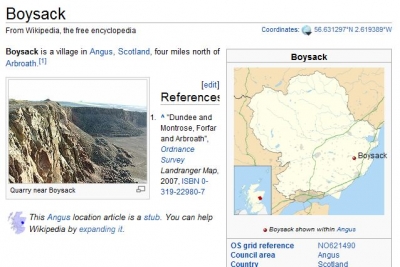 Boysack
From Wikipedia, the free encyclopedia
Coordinates: 56.631297°N 2.619389°W
Boysack is a village in Angus, Scotland, four miles north of
Arbroath.[1]
Quarry near Boysack
[edit]
References
1. ^ "Dundee and
Montrose, Forfar
and Arbroath",
Ordnance
Survey
Landranger Map,
2007, ISBN 0-
319-22980-7
This Angus location article is a stub. You can help
Wikipedia by expanding it.
Boysack
Boysack
Boysack shown within Angus
OS grid reference NO621490
Council area Angus
Country Scotland